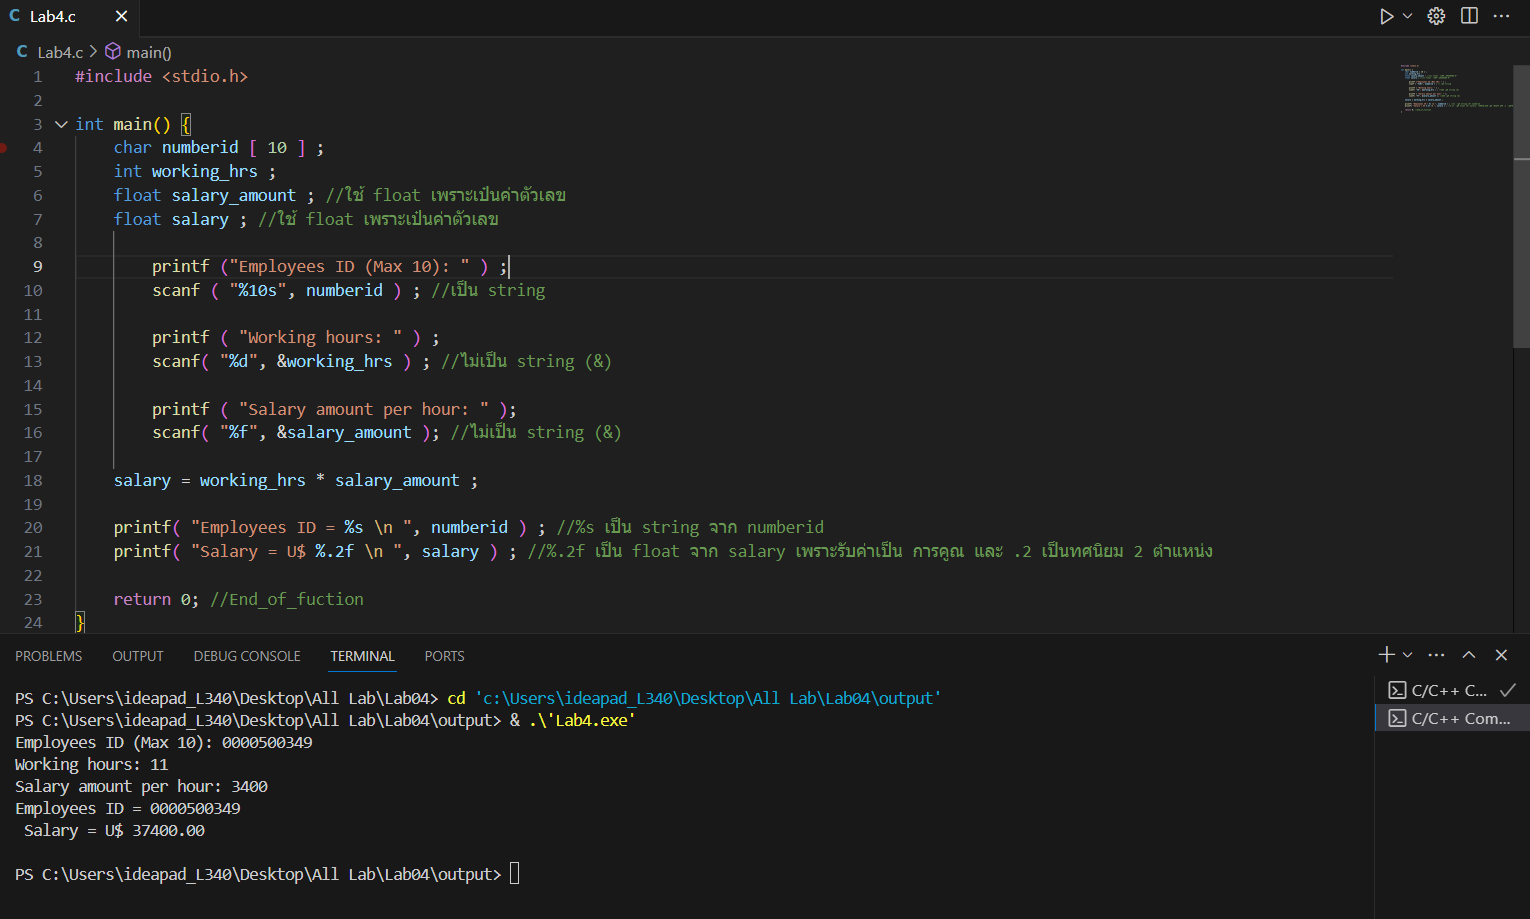 Lab4.c
Lab4.c > main()
1 #include <stdio.h>
2
3 int main() {
4 char numberid [ 10 ] ;
5 int working_hrs ;
6 float salary_amount ; //ใช้ float เพราะเป็นค่าตัวเลข
7 float salary ; //ใช้ float เพราะเป็นค่าตัวเลข
8
9 printf ("Employees ID (Max 10): " ) ;
10 scanf ( "%10s", numberid ) ; //เป็น string
11
12 printf ( "Working hours: " ) ;
13 scanf( "%d", &working_hrs ) ; //ไม่เป็น string (&)
14
15 printf ( "Salary amount per hour: " );
16 scanf( "%f", &salary_amount ); //ไม่เป็น string (&)
17
18 salary = working_hrs * salary_amount ;
19
20 printf( "Employees ID = %s \n ", numberid ) ; //%s เป็น string จาก numberid
21 printf( "Salary = U$ %.2f \n ", salary ) ; //%.2f เป็น float จาก salary เพราะรับค่าเป็น การคูณ และ .2 เป็นทศนิยม 2 ตำแหน่ง
22
23 return 0; //End_of_fuction
24 }
PROBLEMS OUTPUT DEBUG CONSOLE TERMINAL PORTS
C/C++ C...
C/C++ Com...
PS C:\Users\ideapad_L340\Desktop\All Lab\Lab04> cd 'c:\Users\ideapad_L340\Desktop\All Lab\Lab04\output'
PS C:\Users\ideapad_L340\Desktop\All Lab\Lab04\output> & .\'Lab4.exe'
Employees ID (Max 10): 0000500349
Working hours: 11
Salary amount per hour: 3400
Employees ID = 0000500349
Salary = U$ 37400.00
PS C:\Users\ideapad_L340\Desktop\All Lab\Lab04\output>